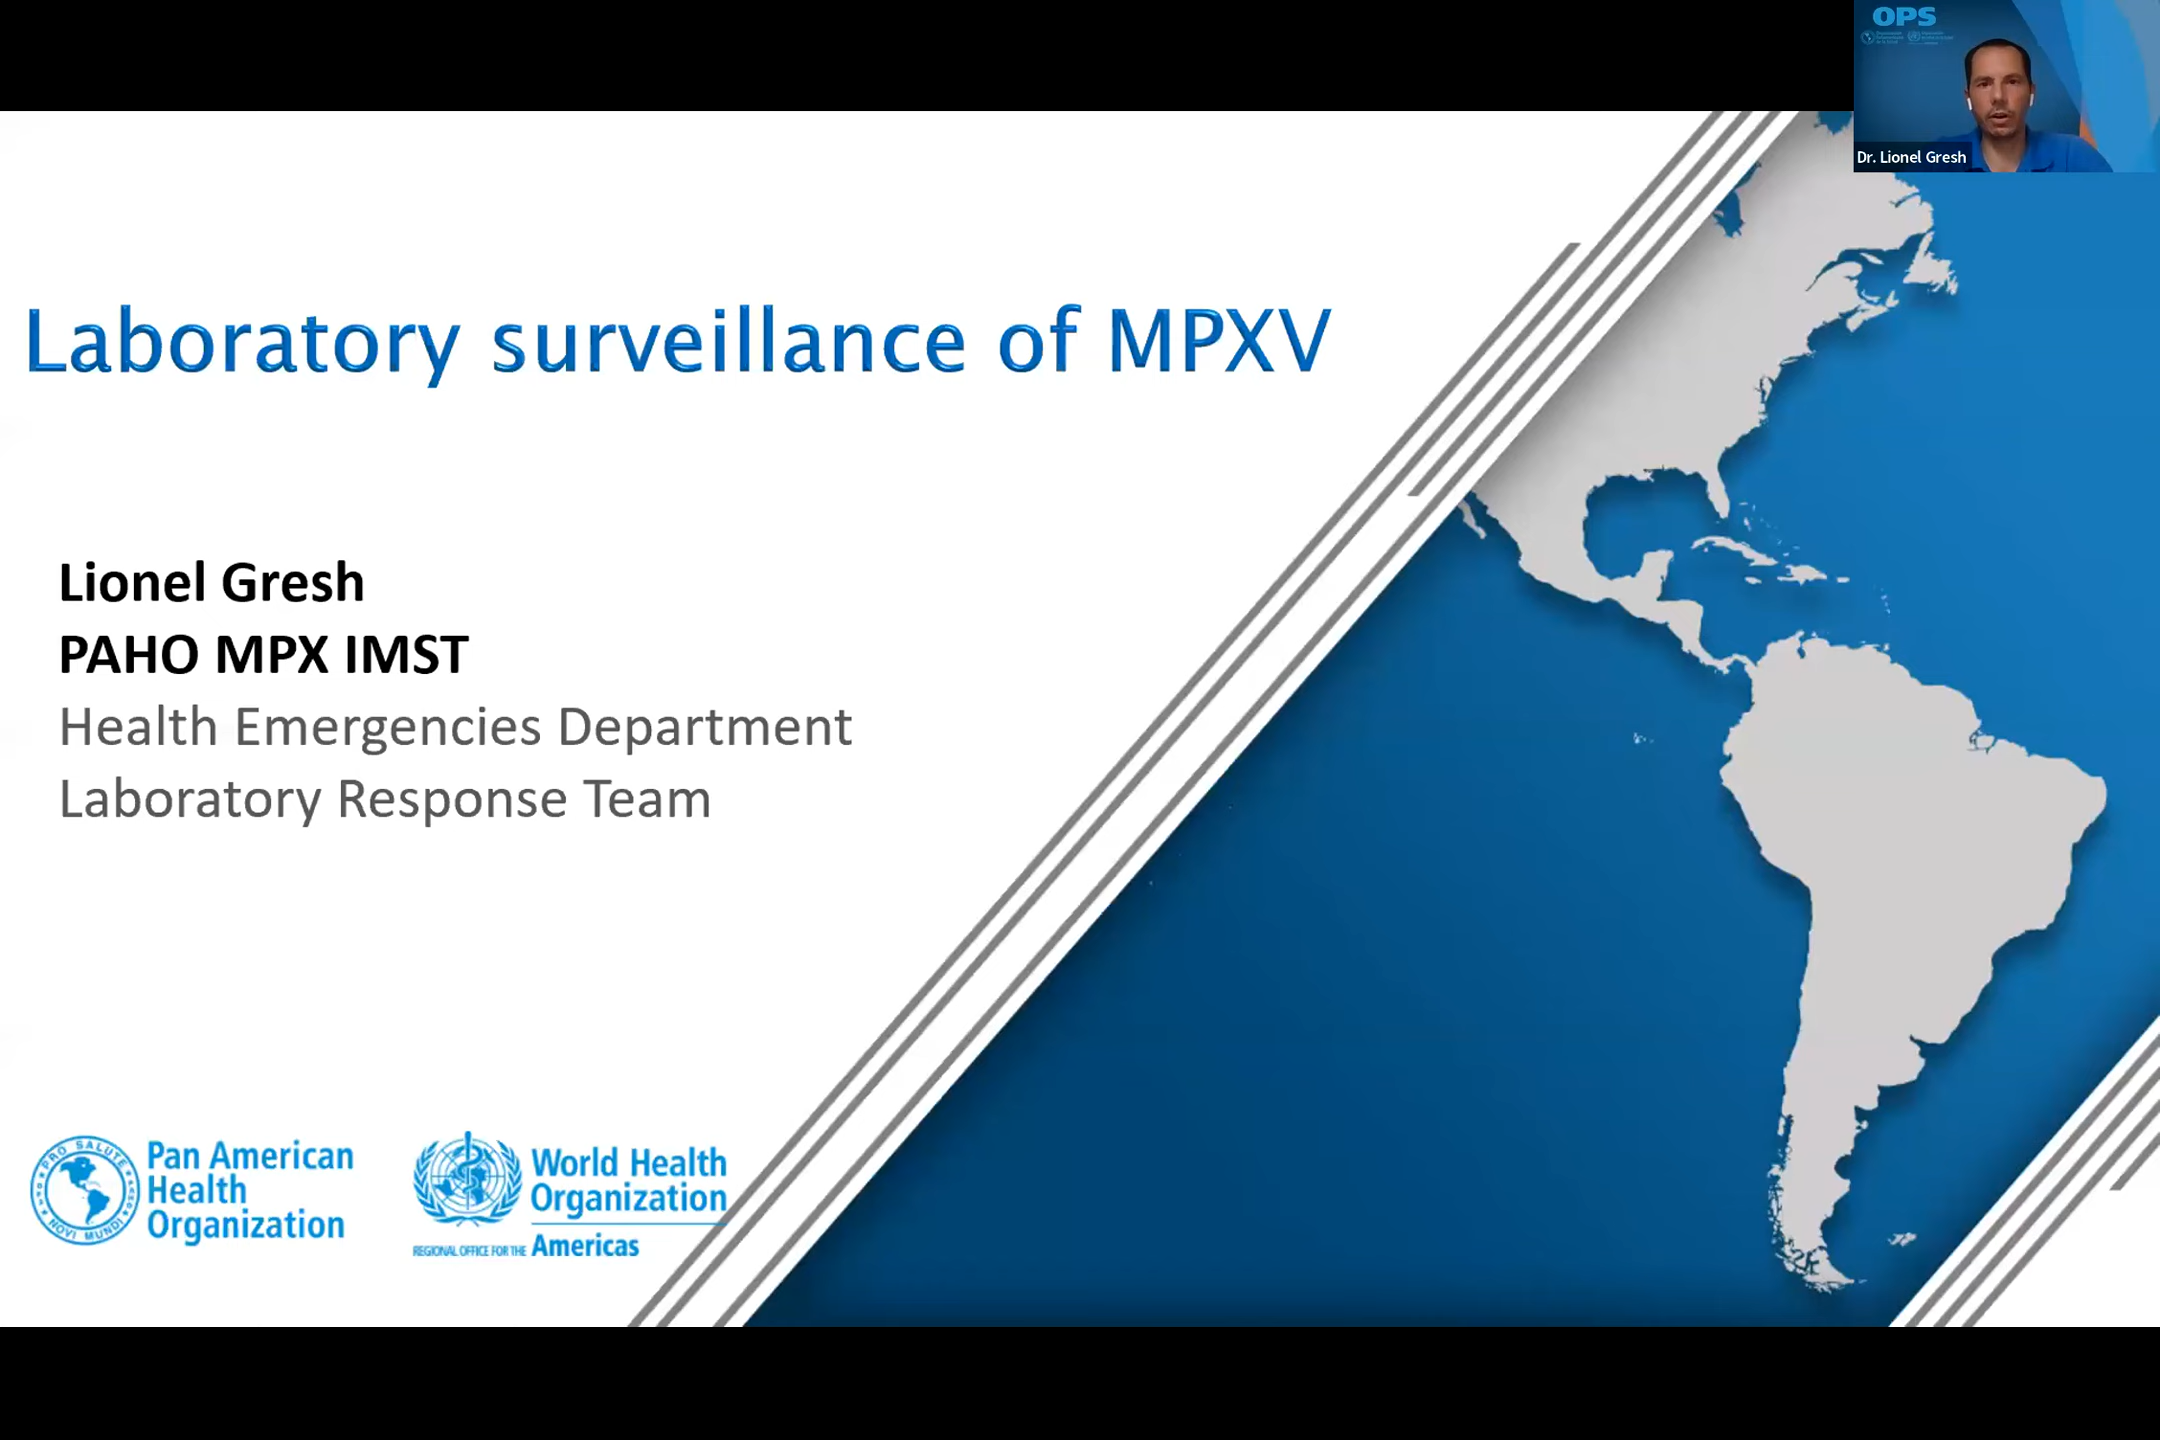 OPS
Dr. Lionel Gresh
Laboratory surveillance of MPXV
Lionel Gresh
PAHO MPX IMST
Health Emergencies Department
Laboratory Response Team
PRO SALUTE
NOVI MUNDI
Pan American
Health
Organization
World Health
Organization
REGIONAL OFFICE FOR THE Americas